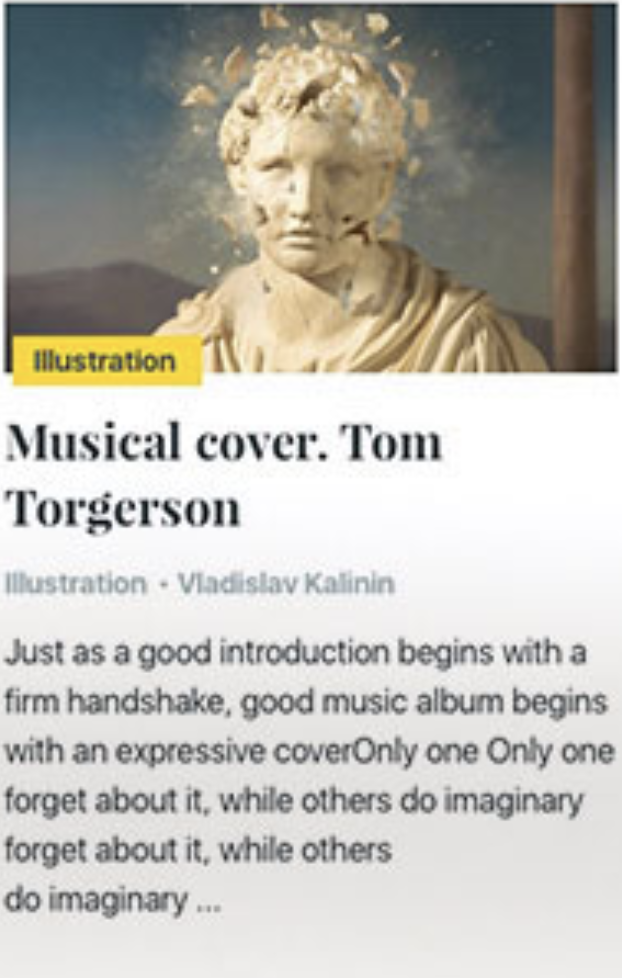 Illustration
Musical cover. Tom
Torgerson
Illustration • Vladislav Kalinin
Just as a good introduction begins with a
firm handshake, good music album begins
with an expressive coverOnly one Only one
forget about it, while others do imaginary
forget about it, while others
do imaginary ...